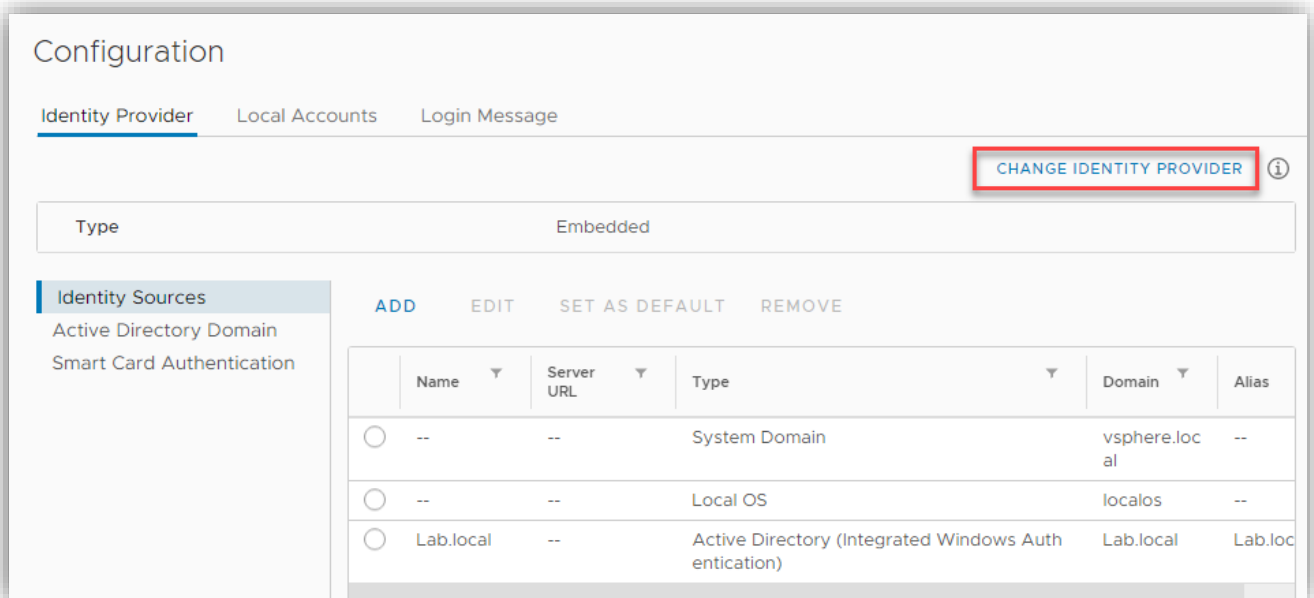 Configuration
Identity Provider Local Accounts Login Message
CHANGE IDENTITY PROVIDER
Type Embedded
Identity Sources
Active Directory Domain
Smart Card Authentication
ADD EDIT SET AS DEFAULT REMOVE
Name Server URL Type Domain Alias
-- -- System Domain vsphere.loc
al --
-- -- Local OS localos --
Lab.local -- Active Directory (Integrated Windows Auth
entication) Lab.local Lab.loc